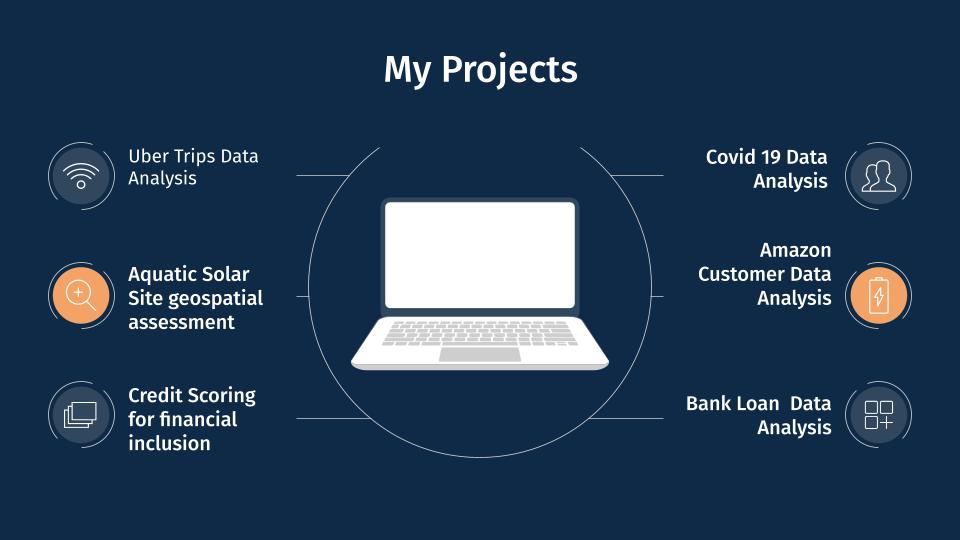 My Projects
Uber Trips Data
Analysis
Aquatic Solar
Site geospatial
assessment
Credit Scoring
for financial
inclusion
Covid 19 Data
Analysis
Amazon
Customer Data
Analysis
Bank Loan  Data
Analysis